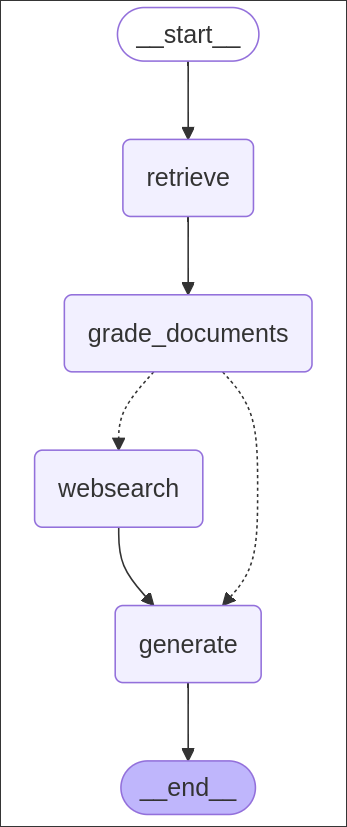 __start__
retrieve
grade_documents
websearch
generate
__end__